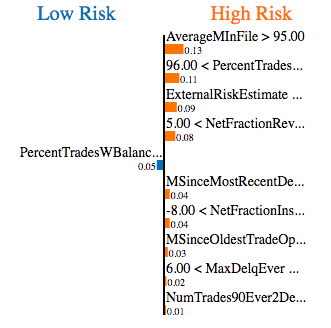 Low Risk High Risk
AverageMInFile > 95.00
0.13
96.00 < PercentTrades...
0.11
ExternalRiskEstimate ...
0.09
5.00 < NetFractionRev...
0.08
PercentTradesWBalanc...
0.05
MSinceMostRecentDe...
0.04
-8.00 < NetFractionIns...
0.04
MSinceOldestTradeOp...
0.03
6.00 < MaxDelqEver ...
0.02
NumTrades90Ever2De...
0.01